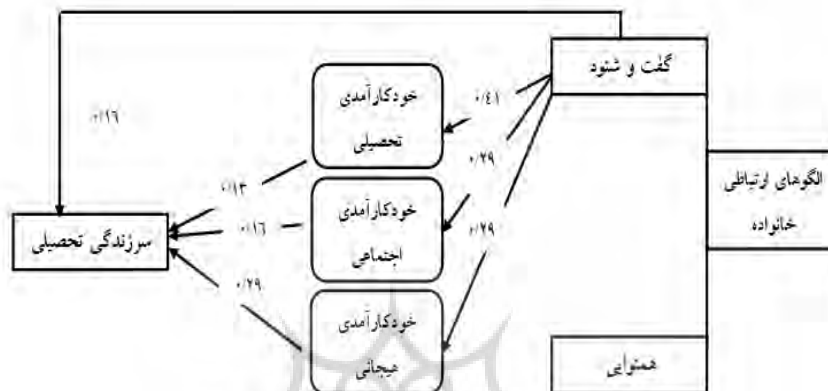 گفت و شنود
خودکارآمدی
تحصیلی
۰/۴۱
۰/۱۶
۰/۲۹
الگوهای ارتباطی
خانواده
۰/۱۳
خودکارآمدی
اجتماعی
۰/۲۹
سرزندگی تحصیلی
۰/۱۶
۰/۲۹
خودکارآمدی
هیجانی
همنوایی